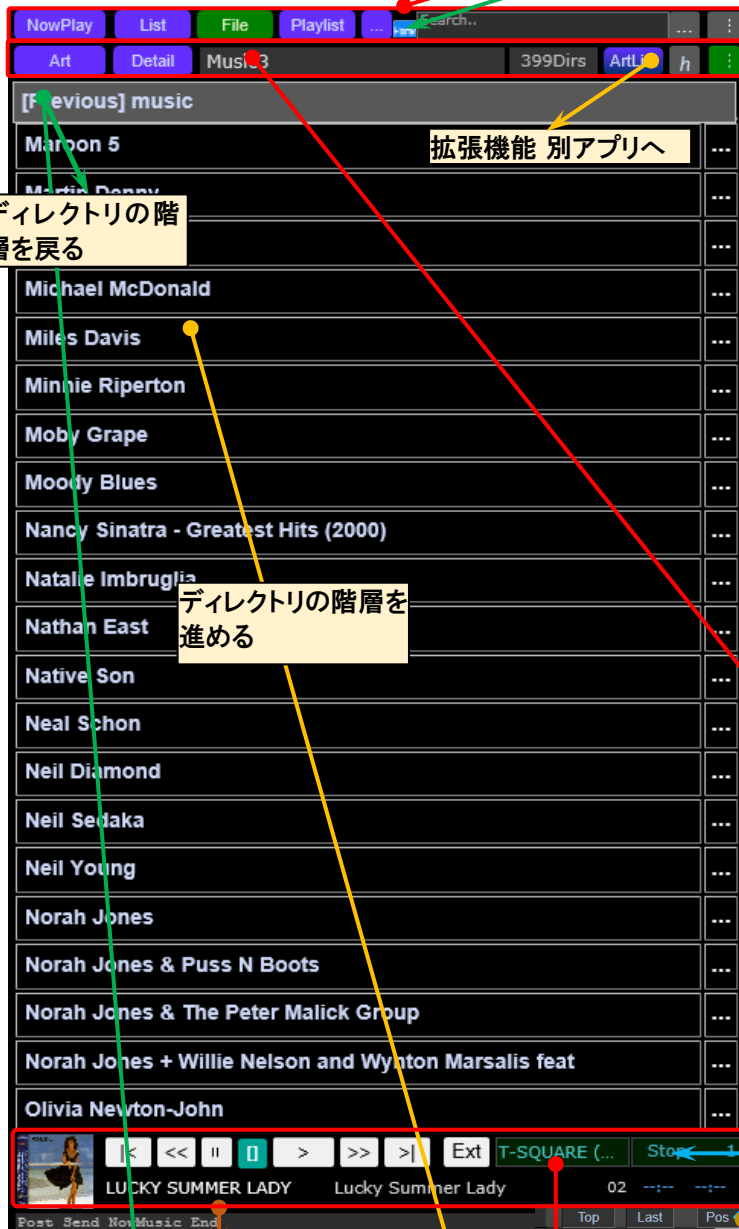 NowPlay List File Playlist ... Search.. ... ⋮
Art Detail Music3 399Dirs ArtList h ⋮
[Previous] music
Maroon 5 ...
拡張機能 別アプリへ
Martin Denny ...
ディレクトリの階
層を戻る
...
Michael McDonald ...
Miles Davis ...
Minnie Riperton ...
Moby Grape ...
Moody Blues ...
Nancy Sinatra - Greatest Hits (2000) ...
Natalie Imbruglia ...
ディレクトリの階層を
進める
Nathan East ...
Native Son ...
Neal Schon ...
Neil Diamond ...
Neil Sedaka ...
Neil Young ...
Norah Jones ...
Norah Jones & Puss N Boots ...
Norah Jones & The Peter Malick Group ...
Norah Jones + Willie Nelson and Wynton Marsalis feat ...
Olivia Newton-John ...
|< << II [] > >> >| Ext T-SQUARE (... Stop 1
LUCKY SUMMER LADY Lucky Summer Lady 02 --:-- --:--
Post Send NowMusic End Top Last Pos